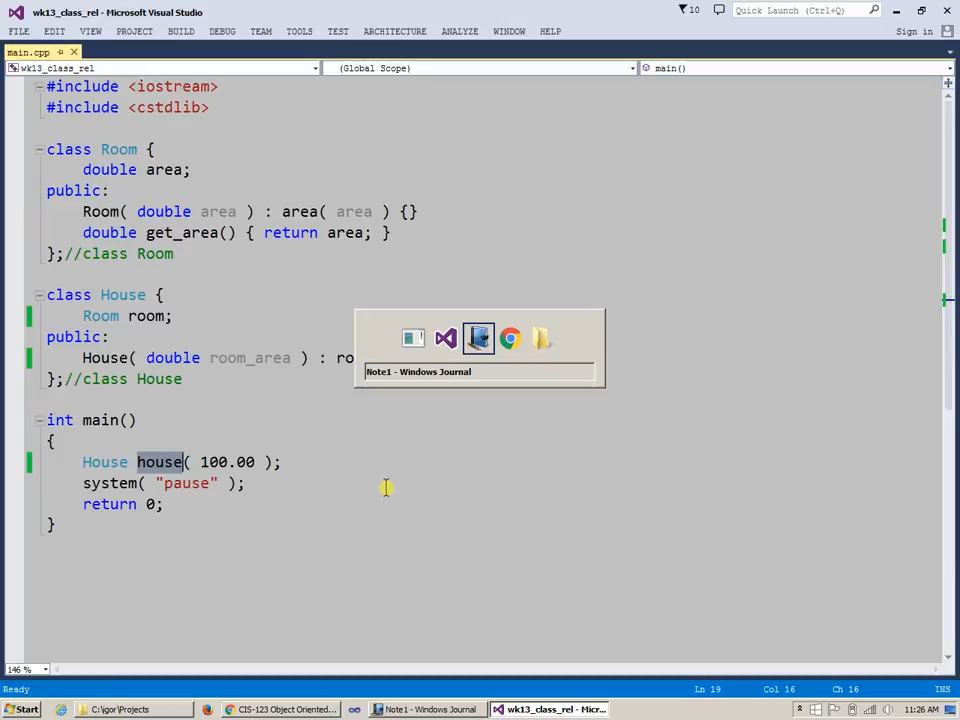 wk13_class_rel - Microsoft Visual Studio
10
Quick Launch (Ctrl+Q)
FILE EDIT VIEW PROJECT BUILD DEBUG TEAM TOOLS TEST ARCHITECTURE ANALYZE WINDOW HELP
Sign in
main.cpp
wk13_class_rel
(Global Scope)
main()
#include <iostream>
#include <cstdlib>
class Room {
double area;
public:
Room( double area ) : area( area ) {}
double get_area() { return area; }
};//class Room
class House {
Room room;
public:
House( double room_area ) : ro
};//class House
Note1 - Windows Journal
int main()
{
House house( 100.00 );
system( "pause" );
return 0;
}
146 %
Ready
Ln 19
Col 16
Ch 16
INS
Start
C:\igor\Projects
CIS-123 Object Oriented...
Note1 - Windows Journal
wk13_class_rel - Micros...
11:26 AM